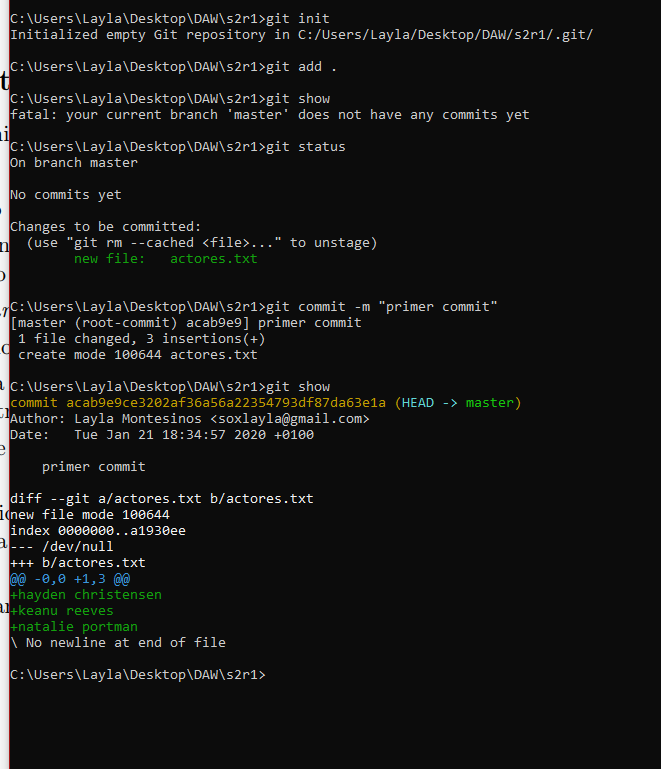 C:\Users\Layla\Desktop\DAW\s2r1>git init
Initialized empty Git repository in C:/Users/Layla/Desktop/DAW/s2r1/.git/
C:\Users\Layla\Desktop\DAW\s2r1>git add .
C:\Users\Layla\Desktop\DAW\s2r1>git show
fatal: your current branch 'master' does not have any commits yet
C:\Users\Layla\Desktop\DAW\s2r1>git status
On branch master
No commits yet
Changes to be committed:
  (use "git rm --cached <file>..." to unstage)
        new file:   actores.txt
C:\Users\Layla\Desktop\DAW\s2r1>git commit -m "primer commit"
[master (root-commit) acab9e9] primer commit
 1 file changed, 3 insertions(+)
 create mode 100644 actores.txt
C:\Users\Layla\Desktop\DAW\s2r1>git show
commit acab9e9ce3202af36a56a22354793df87da63e1a (HEAD -> master)
Author: Layla Montesinos <soxlayla@gmail.com>
Date:   Tue Jan 21 18:34:57 2020 +0100
    primer commit
diff --git a/actores.txt b/actores.txt
new file mode 100644
index 0000000..a1930ee
--- /dev/null
+++ b/actores.txt
@@ -0,0 +1,3 @@
+hayden christensen
+keanu reeves
+natalie portman
\ No newline at end of file
C:\Users\Layla\Desktop\DAW\s2r1>